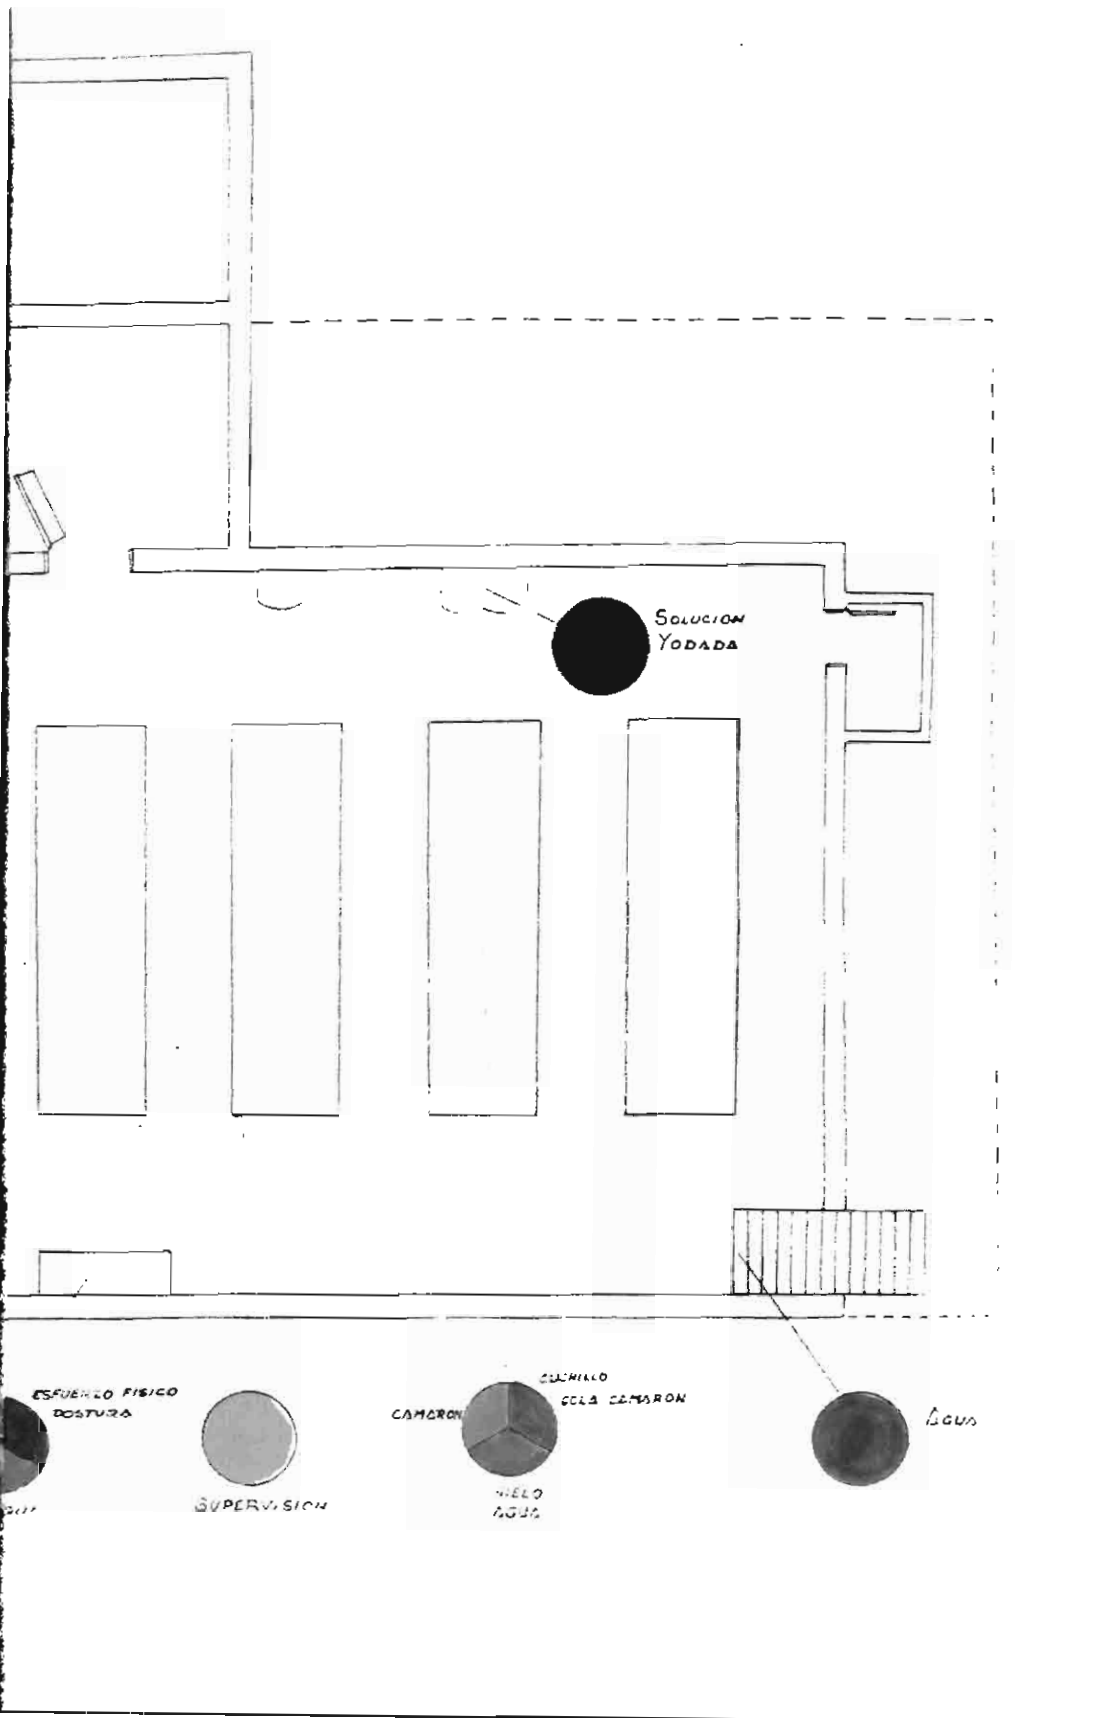 SOLUCION
YODADA
ESFUERZO FISICO
POSTURA
SUPERVISION
CAMARON
CUCHILLO
COLA CAMARON
HIELO
AGUA
AGUA